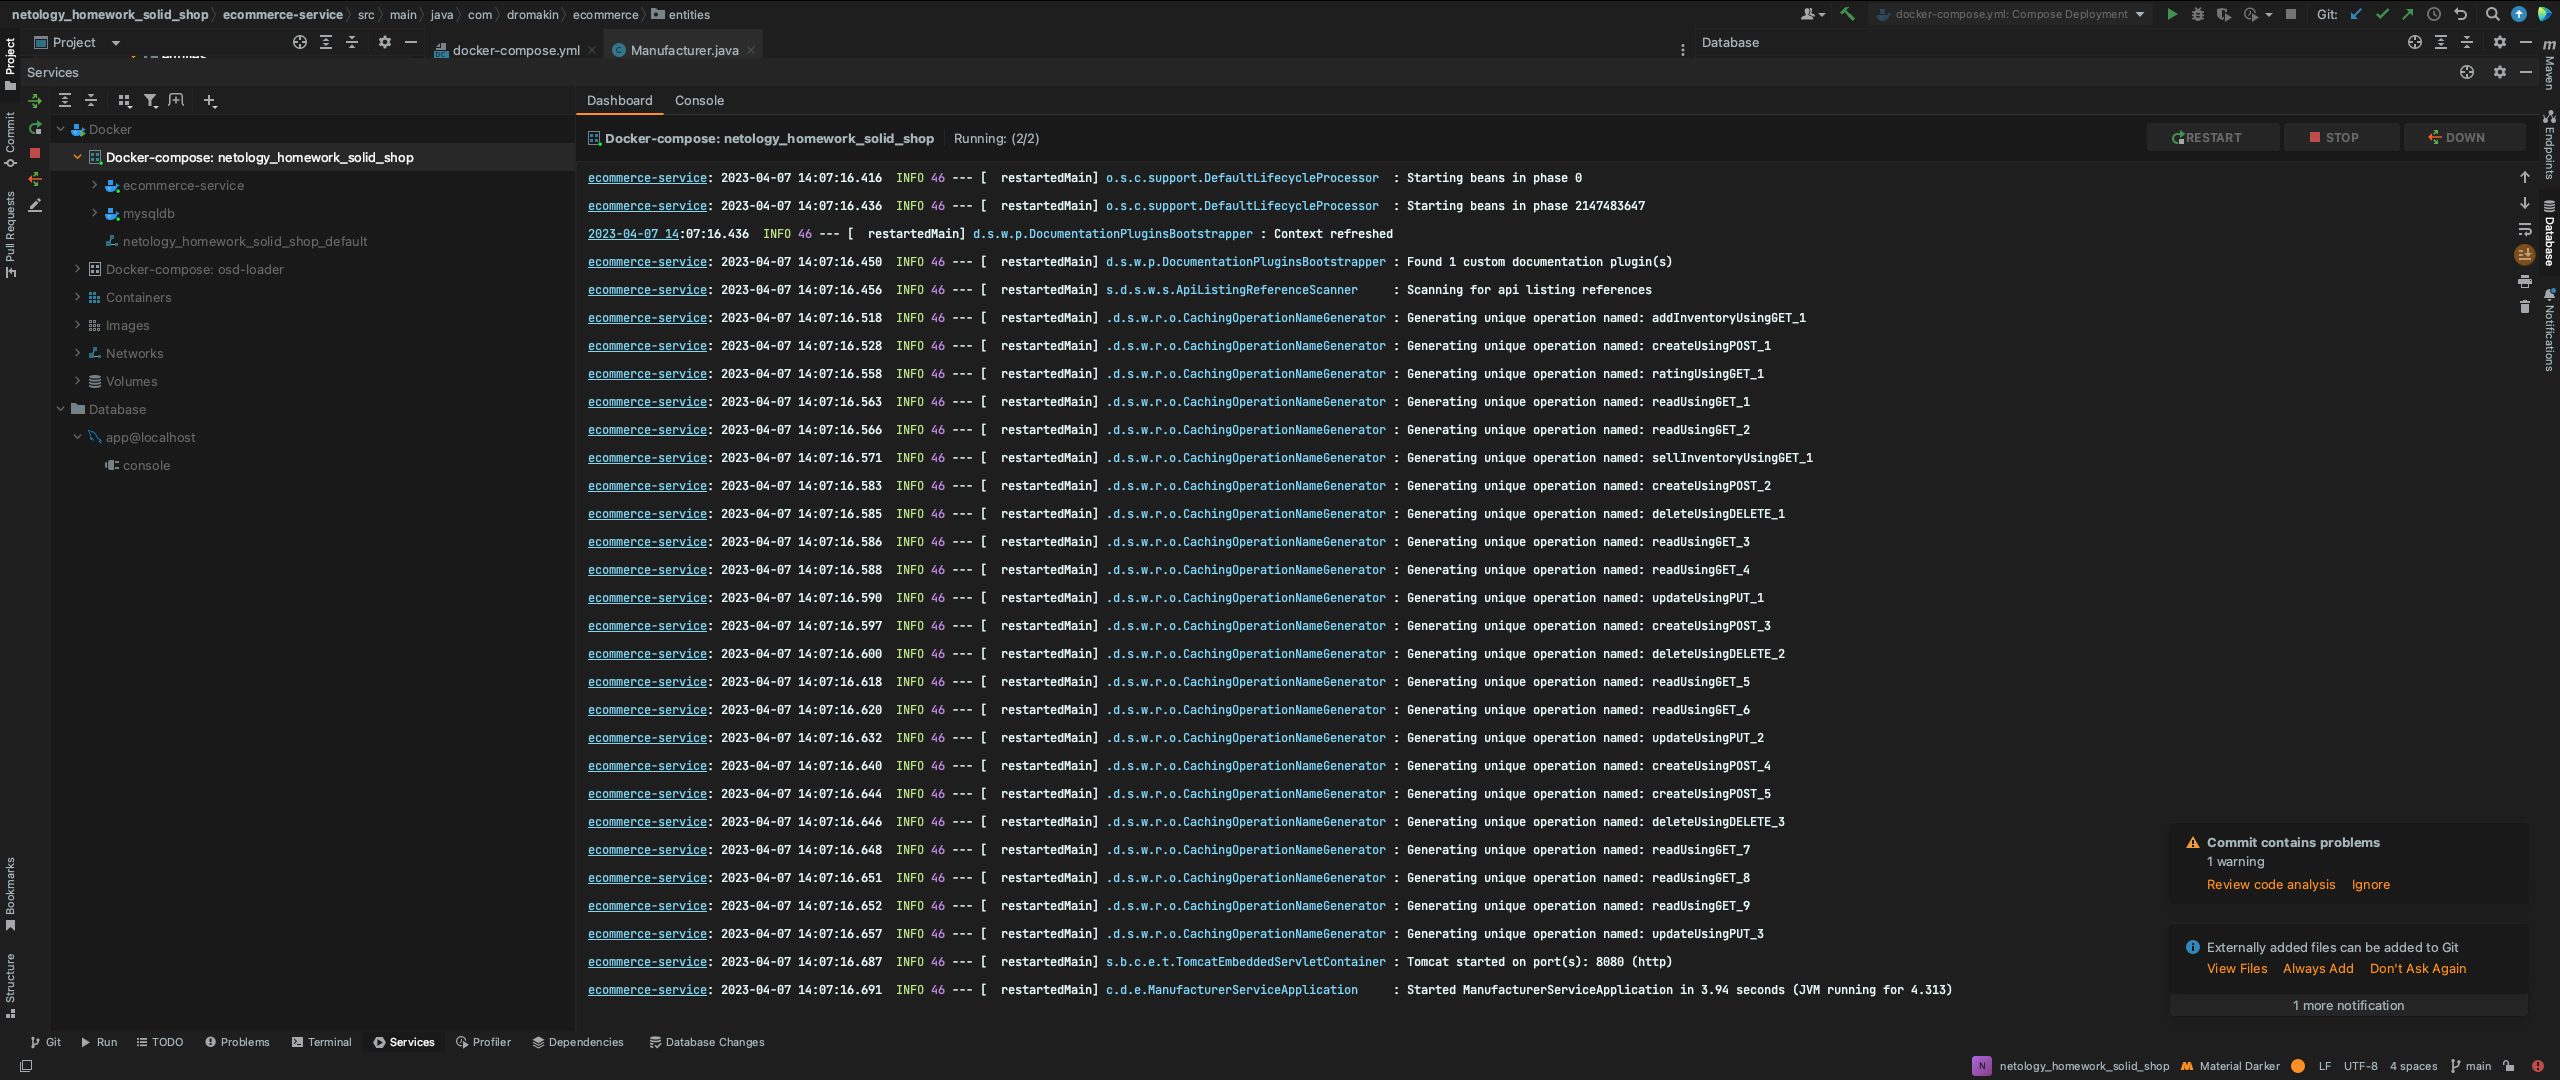 netology_homework_solid_shop › ecommerce-service › src › main › java › com › dromakin › ecommerce › entities
docker-compose.yml: Compose Deployment
Git:
Project
docker-compose.yml
Manufacturer.java
Database
Services
Dashboard
Console
Docker
Docker-compose: netology_homework_solid_shop
ecommerce-service
mysqldb
netology_homework_solid_shop_default
Docker-compose: osd-loader
Containers
Images
Networks
Volumes
Database
app@localhost
console
Docker-compose: netology_homework_solid_shop
Running: (2/2)
RESTART
STOP
DOWN
ecommerce-service: 2023-04-07 14:07:16.416  INFO 46 --- [  restartedMain] o.s.c.support.DefaultLifecycleProcessor  : Starting beans in phase 0
ecommerce-service: 2023-04-07 14:07:16.436  INFO 46 --- [  restartedMain] o.s.c.support.DefaultLifecycleProcessor  : Starting beans in phase 2147483647
2023-04-07 14:07:16.436  INFO 46 --- [  restartedMain] d.s.w.p.DocumentationPluginsBootstrapper : Context refreshed
ecommerce-service: 2023-04-07 14:07:16.450  INFO 46 --- [  restartedMain] d.s.w.p.DocumentationPluginsBootstrapper : Found 1 custom documentation plugin(s)
ecommerce-service: 2023-04-07 14:07:16.456  INFO 46 --- [  restartedMain] s.d.s.w.s.ApiListingReferenceScanner     : Scanning for api listing references
ecommerce-service: 2023-04-07 14:07:16.518  INFO 46 --- [  restartedMain] .d.s.w.r.o.CachingOperationNameGenerator : Generating unique operation named: addInventoryUsingGET_1
ecommerce-service: 2023-04-07 14:07:16.528  INFO 46 --- [  restartedMain] .d.s.w.r.o.CachingOperationNameGenerator : Generating unique operation named: createUsingPOST_1
ecommerce-service: 2023-04-07 14:07:16.558  INFO 46 --- [  restartedMain] .d.s.w.r.o.CachingOperationNameGenerator : Generating unique operation named: ratingUsingGET_1
ecommerce-service: 2023-04-07 14:07:16.563  INFO 46 --- [  restartedMain] .d.s.w.r.o.CachingOperationNameGenerator : Generating unique operation named: readUsingGET_1
ecommerce-service: 2023-04-07 14:07:16.566  INFO 46 --- [  restartedMain] .d.s.w.r.o.CachingOperationNameGenerator : Generating unique operation named: readUsingGET_2
ecommerce-service: 2023-04-07 14:07:16.571  INFO 46 --- [  restartedMain] .d.s.w.r.o.CachingOperationNameGenerator : Generating unique operation named: sellInventoryUsingGET_1
ecommerce-service: 2023-04-07 14:07:16.583  INFO 46 --- [  restartedMain] .d.s.w.r.o.CachingOperationNameGenerator : Generating unique operation named: createUsingPOST_2
ecommerce-service: 2023-04-07 14:07:16.585  INFO 46 --- [  restartedMain] .d.s.w.r.o.CachingOperationNameGenerator : Generating unique operation named: deleteUsingDELETE_1
ecommerce-service: 2023-04-07 14:07:16.586  INFO 46 --- [  restartedMain] .d.s.w.r.o.CachingOperationNameGenerator : Generating unique operation named: readUsingGET_3
ecommerce-service: 2023-04-07 14:07:16.588  INFO 46 --- [  restartedMain] .d.s.w.r.o.CachingOperationNameGenerator : Generating unique operation named: readUsingGET_4
ecommerce-service: 2023-04-07 14:07:16.590  INFO 46 --- [  restartedMain] .d.s.w.r.o.CachingOperationNameGenerator : Generating unique operation named: updateUsingPUT_1
ecommerce-service: 2023-04-07 14:07:16.597  INFO 46 --- [  restartedMain] .d.s.w.r.o.CachingOperationNameGenerator : Generating unique operation named: createUsingPOST_3
ecommerce-service: 2023-04-07 14:07:16.600  INFO 46 --- [  restartedMain] .d.s.w.r.o.CachingOperationNameGenerator : Generating unique operation named: deleteUsingDELETE_2
ecommerce-service: 2023-04-07 14:07:16.618  INFO 46 --- [  restartedMain] .d.s.w.r.o.CachingOperationNameGenerator : Generating unique operation named: readUsingGET_5
ecommerce-service: 2023-04-07 14:07:16.620  INFO 46 --- [  restartedMain] .d.s.w.r.o.CachingOperationNameGenerator : Generating unique operation named: readUsingGET_6
ecommerce-service: 2023-04-07 14:07:16.632  INFO 46 --- [  restartedMain] .d.s.w.r.o.CachingOperationNameGenerator : Generating unique operation named: updateUsingPUT_2
ecommerce-service: 2023-04-07 14:07:16.640  INFO 46 --- [  restartedMain] .d.s.w.r.o.CachingOperationNameGenerator : Generating unique operation named: createUsingPOST_4
ecommerce-service: 2023-04-07 14:07:16.644  INFO 46 --- [  restartedMain] .d.s.w.r.o.CachingOperationNameGenerator : Generating unique operation named: createUsingPOST_5
ecommerce-service: 2023-04-07 14:07:16.646  INFO 46 --- [  restartedMain] .d.s.w.r.o.CachingOperationNameGenerator : Generating unique operation named: deleteUsingDELETE_3
ecommerce-service: 2023-04-07 14:07:16.648  INFO 46 --- [  restartedMain] .d.s.w.r.o.CachingOperationNameGenerator : Generating unique operation named: readUsingGET_7
ecommerce-service: 2023-04-07 14:07:16.651  INFO 46 --- [  restartedMain] .d.s.w.r.o.CachingOperationNameGenerator : Generating unique operation named: readUsingGET_8
ecommerce-service: 2023-04-07 14:07:16.652  INFO 46 --- [  restartedMain] .d.s.w.r.o.CachingOperationNameGenerator : Generating unique operation named: readUsingGET_9
ecommerce-service: 2023-04-07 14:07:16.657  INFO 46 --- [  restartedMain] .d.s.w.r.o.CachingOperationNameGenerator : Generating unique operation named: updateUsingPUT_3
ecommerce-service: 2023-04-07 14:07:16.687  INFO 46 --- [  restartedMain] s.b.c.e.t.TomcatEmbeddedServletContainer : Tomcat started on port(s): 8080 (http)
ecommerce-service: 2023-04-07 14:07:16.691  INFO 46 --- [  restartedMain] c.d.e.ManufacturerServiceApplication     : Started ManufacturerServiceApplication in 3.94 seconds (JVM running for 4.313)
Commit contains problems
1 warning
Review code analysis  Ignore
Externally added files can be added to Git
View Files  Always Add  Don't Ask Again
1 more notification
Project
Commit
Pull Requests
Bookmarks
Structure
m
Maven
Endpoints
Database
Notifications
Git
Run
TODO
Problems
Terminal
Services
Profiler
Dependencies
Database Changes
N
netology_homework_solid_shop
Material Darker
LF
UTF-8
4 spaces
main